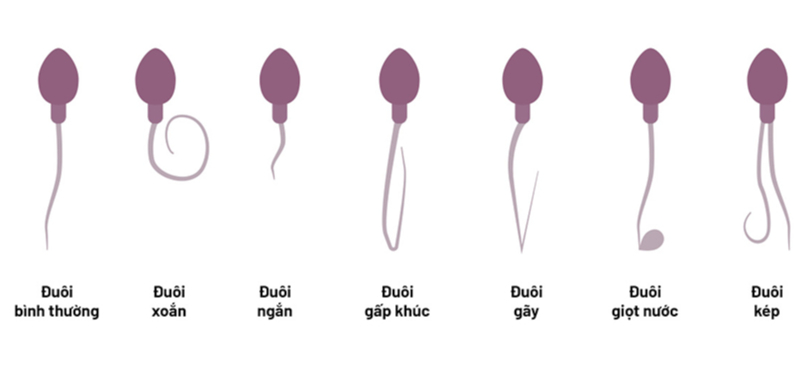 Đuôi
bình thường
Đuôi
xoắn
Đuôi
ngắn
Đuôi
gấp khúc
Đuôi
gãy
Đuôi
giọt nước
Đuôi
kép